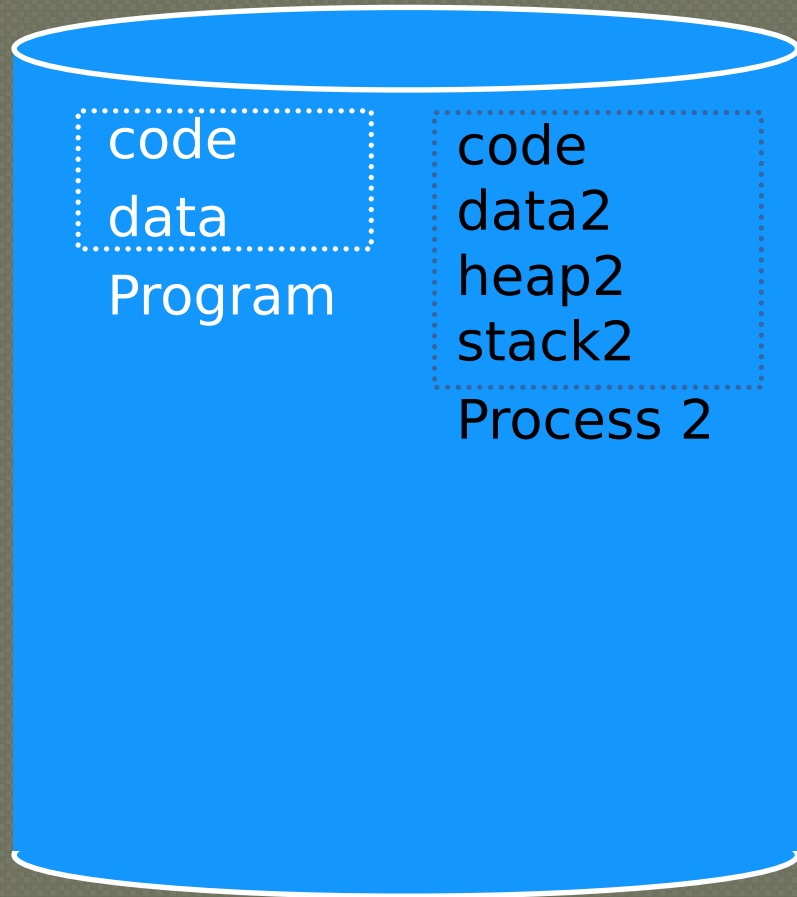 code
data
Program
code
data2
heap2
stack2
Process 2